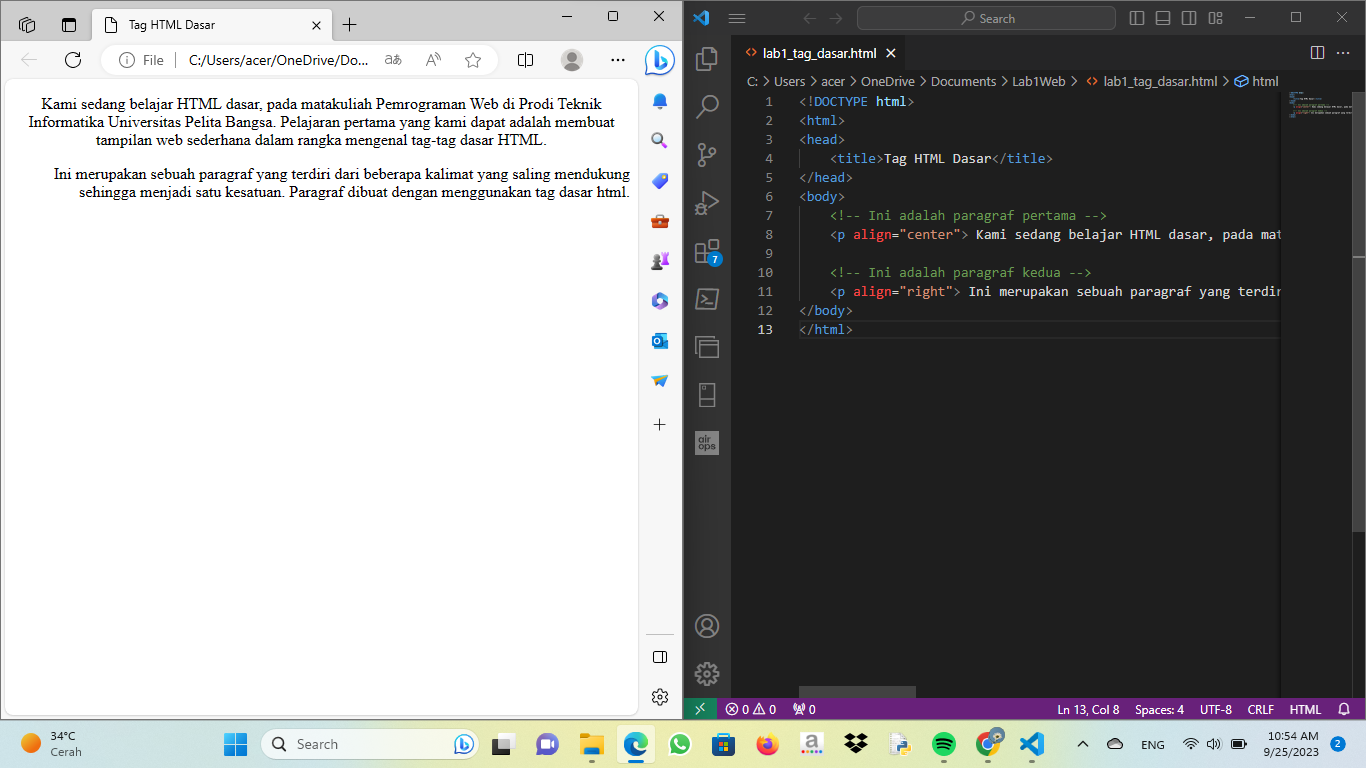 Tag HTML Dasar
File
C:/Users/acer/OneDrive/Do...
Kami sedang belajar HTML dasar, pada matakuliah Pemrograman Web di Prodi Teknik
Informatika Universitas Pelita Bangsa. Pelajaran pertama yang kami dapat adalah membuat
tampilan web sederhana dalam rangka mengenal tag-tag dasar HTML.
Ini merupakan sebuah paragraf yang terdiri dari beberapa kalimat yang saling mendukung
sehingga menjadi satu kesatuan. Paragraf dibuat dengan menggunakan tag dasar html.
Search
lab1_tag_dasar.html
C: > Users > acer > OneDrive > Documents > Lab1Web > lab1_tag_dasar.html > html
1 <!DOCTYPE html>
2 <html>
3 <head>
4 <title>Tag HTML Dasar</title>
5 </head>
6 <body>
7 <!-- Ini adalah paragraf pertama -->
8 <p align="center"> Kami sedang belajar HTML dasar, pada mat
9
10 <!-- Ini adalah paragraf kedua -->
11 <p align="right"> Ini merupakan sebuah paragraf yang terdir
12 </body>
13 </html>
7
air
ops
0 0 0
Ln 13, Col 8
Spaces: 4
UTF-8
CRLF
HTML
34°C
Cerah
Search
ENG
10:54 AM
9/25/2023
2